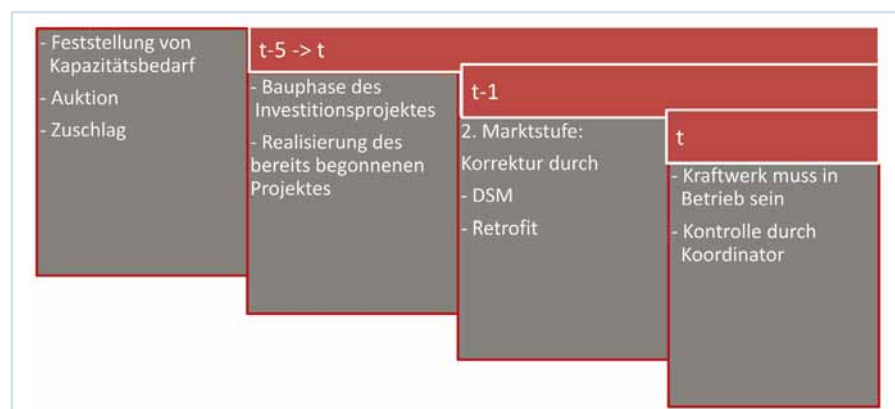 - Feststellung von
Kapazitätsbedarf
- Auktion
- Zuschlag
t-5 -> t
- Bauphase des
Investitionsprojektes
- Realisierung des
bereits begonnenen
Projektes
t-1
2. Marktstufe:
Korrektur durch
- DSM
- Retrofit
t
- Kraftwerk muss in
Betrieb sein
- Kontrolle durch
Koordinator